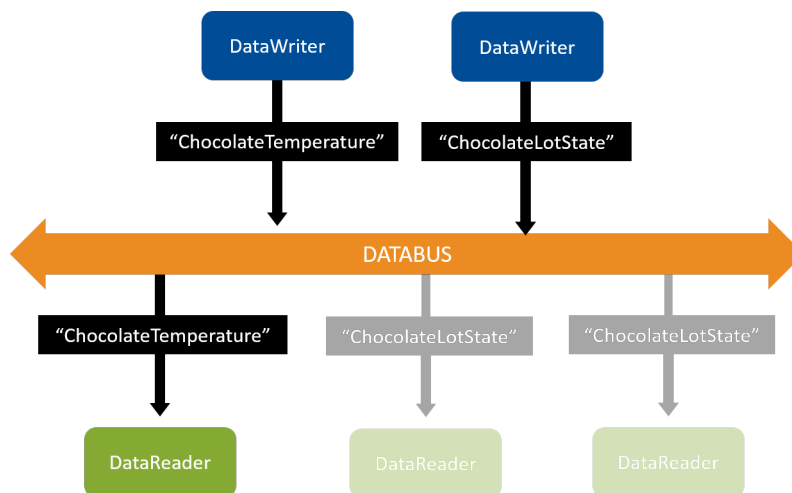 DataWriter
DataWriter
“ChocolateTemperature”
“ChocolateLotState”
DATABUS
“ChocolateTemperature”
“ChocolateLotState”
“ChocolateLotState”
DataReader
DataReader
DataReader